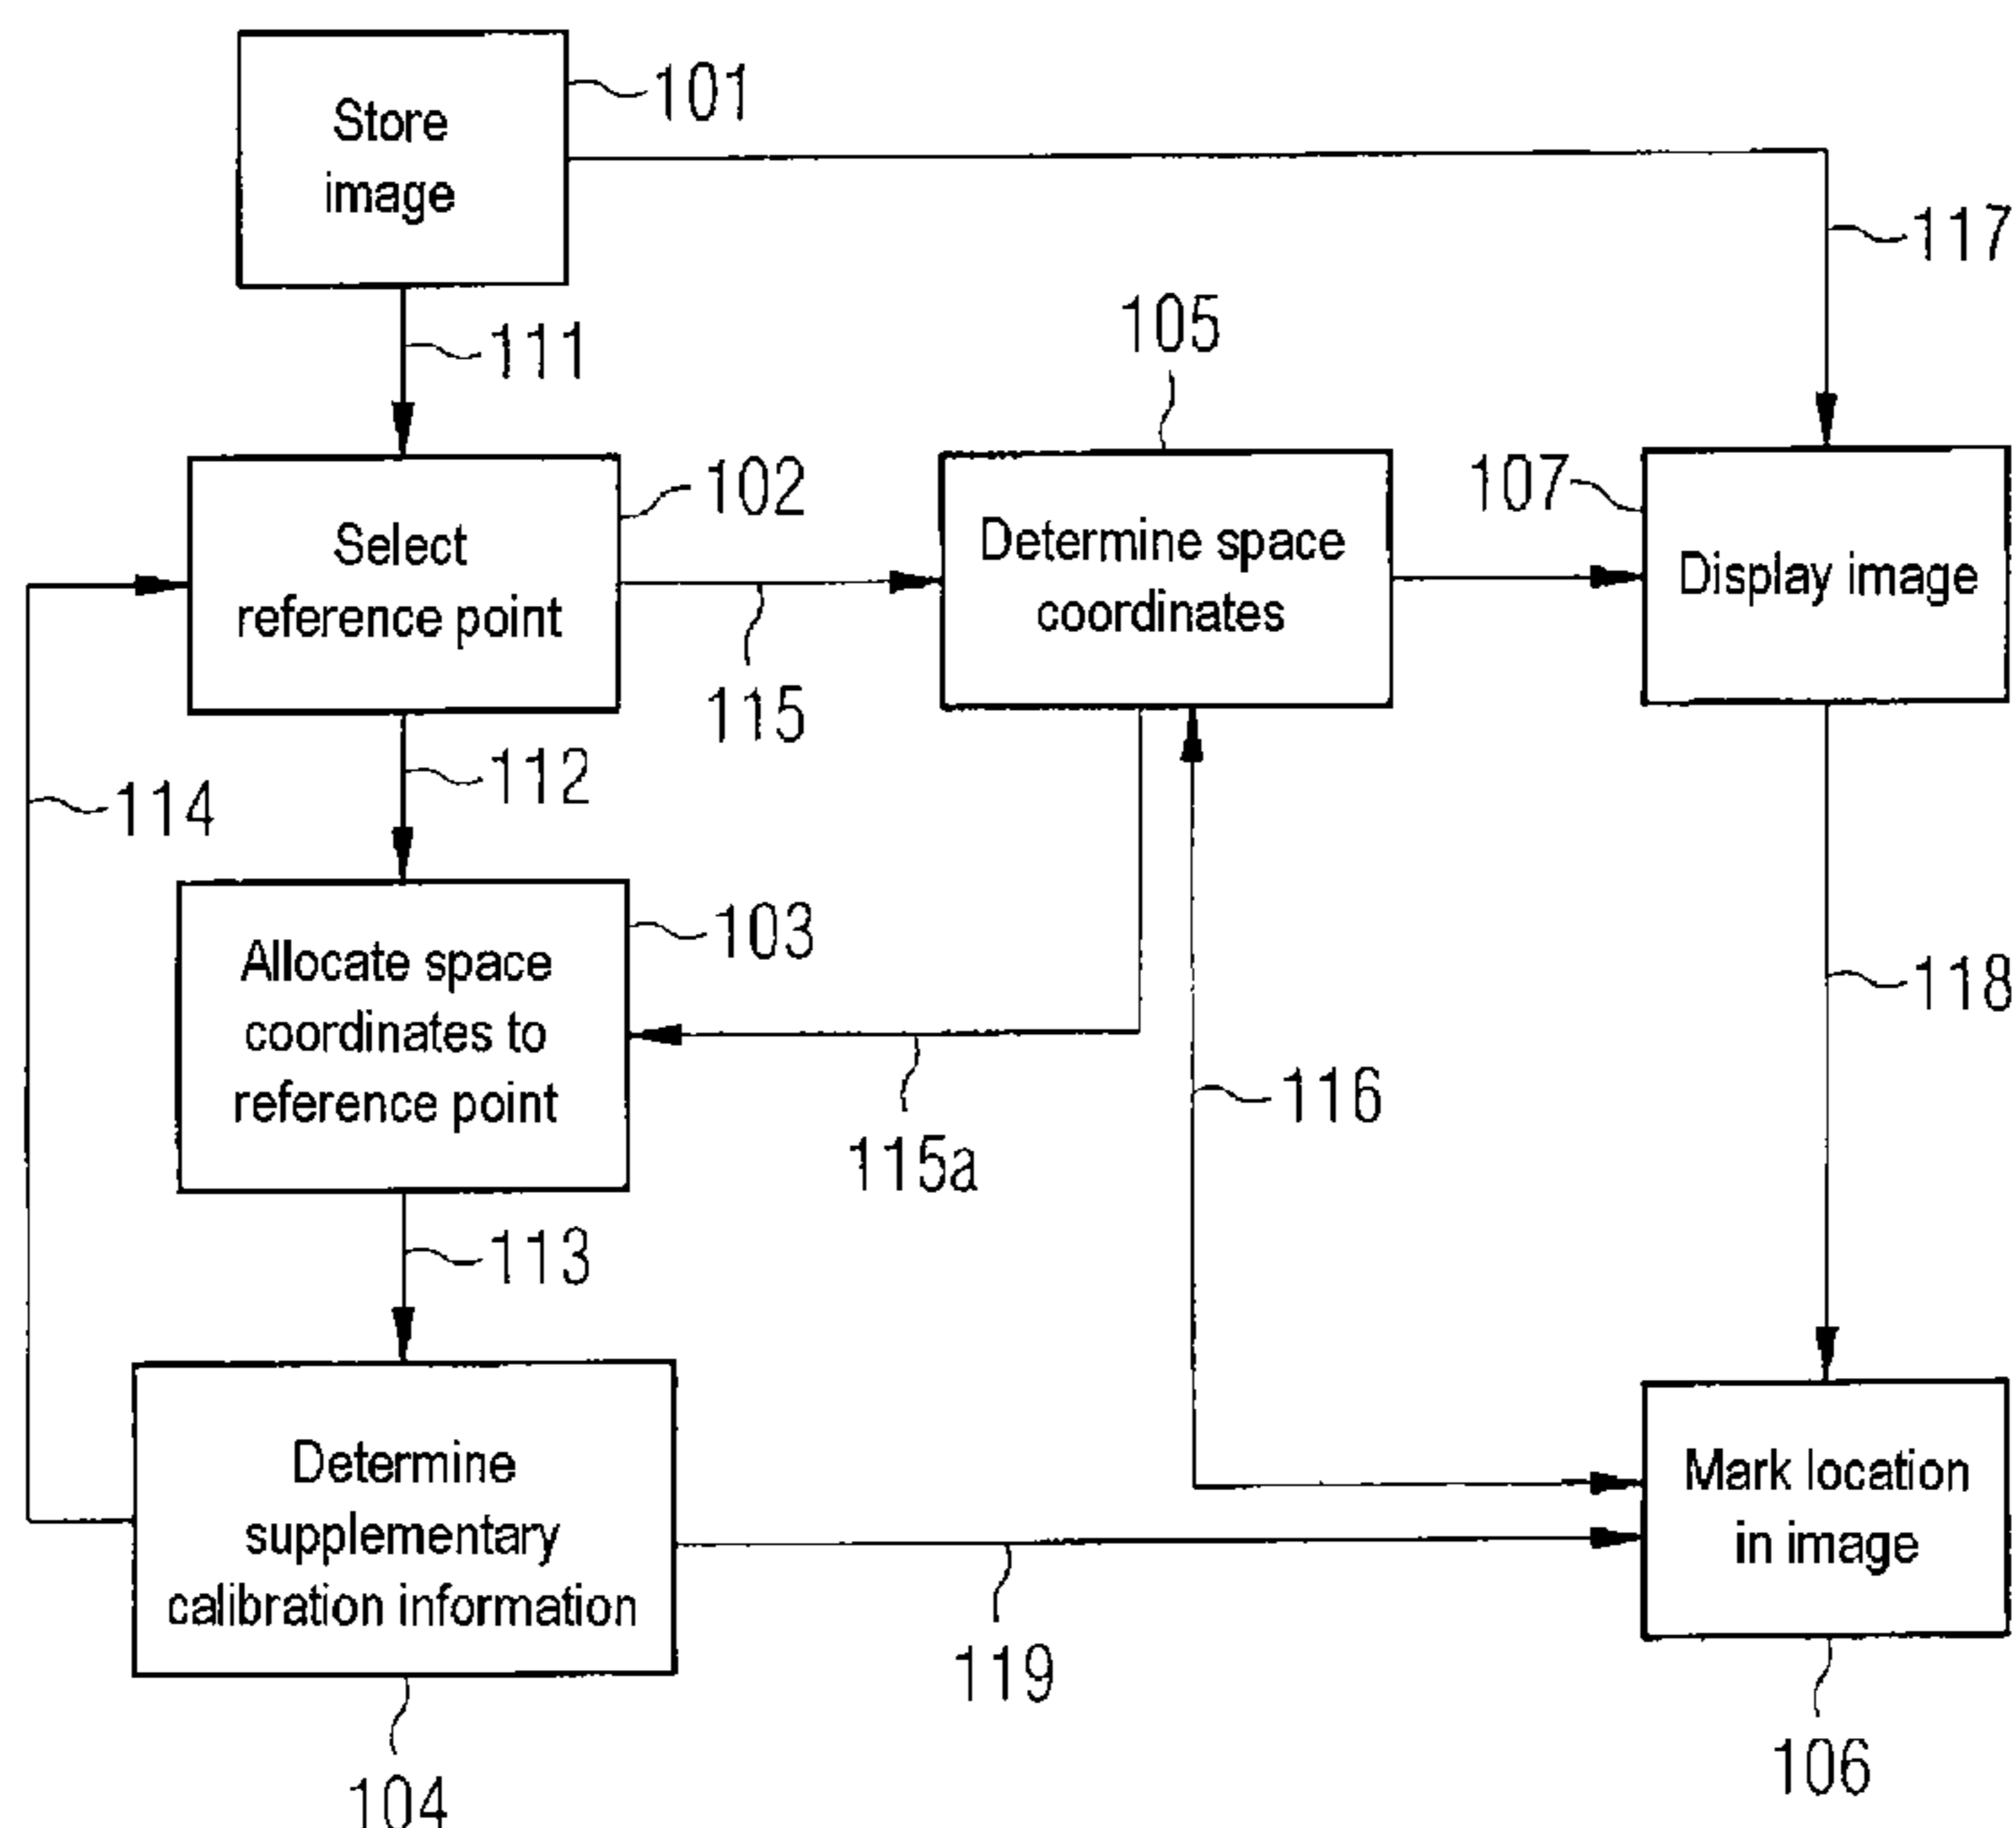 Store
image
101
117
111
105
Select
reference point
102
Determine space
coordinates
107
Display image
115
112
114
Allocate space
coordinates to
reference point
103
118
116
115a
113
Determine
supplementary
calibration information
Mark location
in image
119
106
104